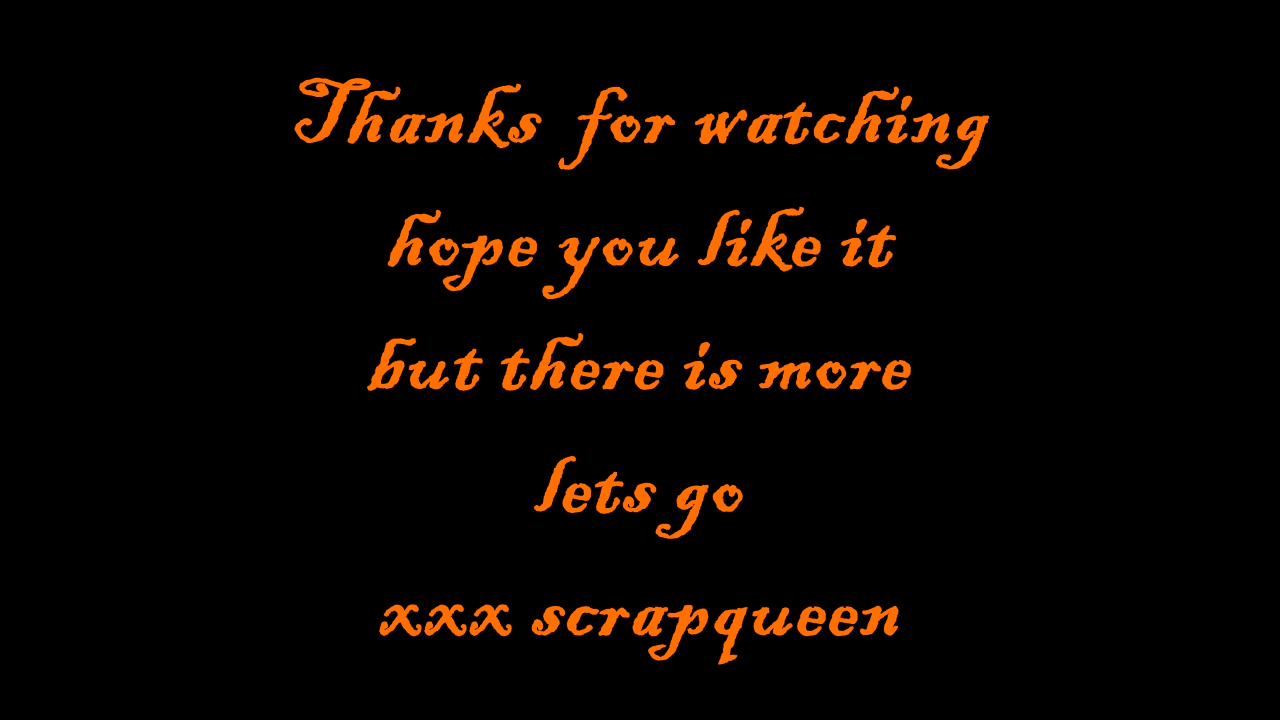 Thanks for watching
hope you like it
but there is more
lets go
xxx scrapqueen